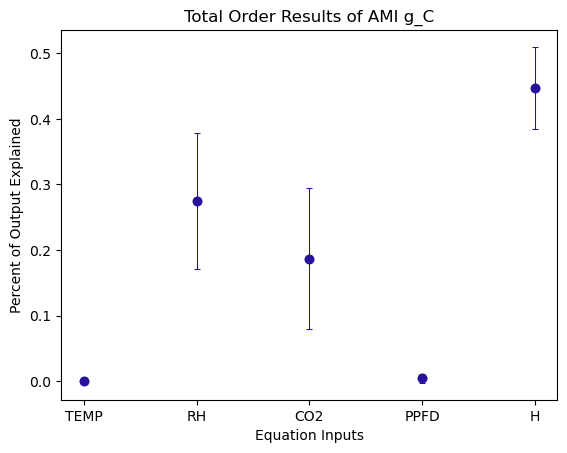 Total Order Results of AMI g_C
Percent of Output Explained
0.5
0.4
0.3
0.2
0.1
0.0
TEMP RH CO2 PPFD H
Equation Inputs